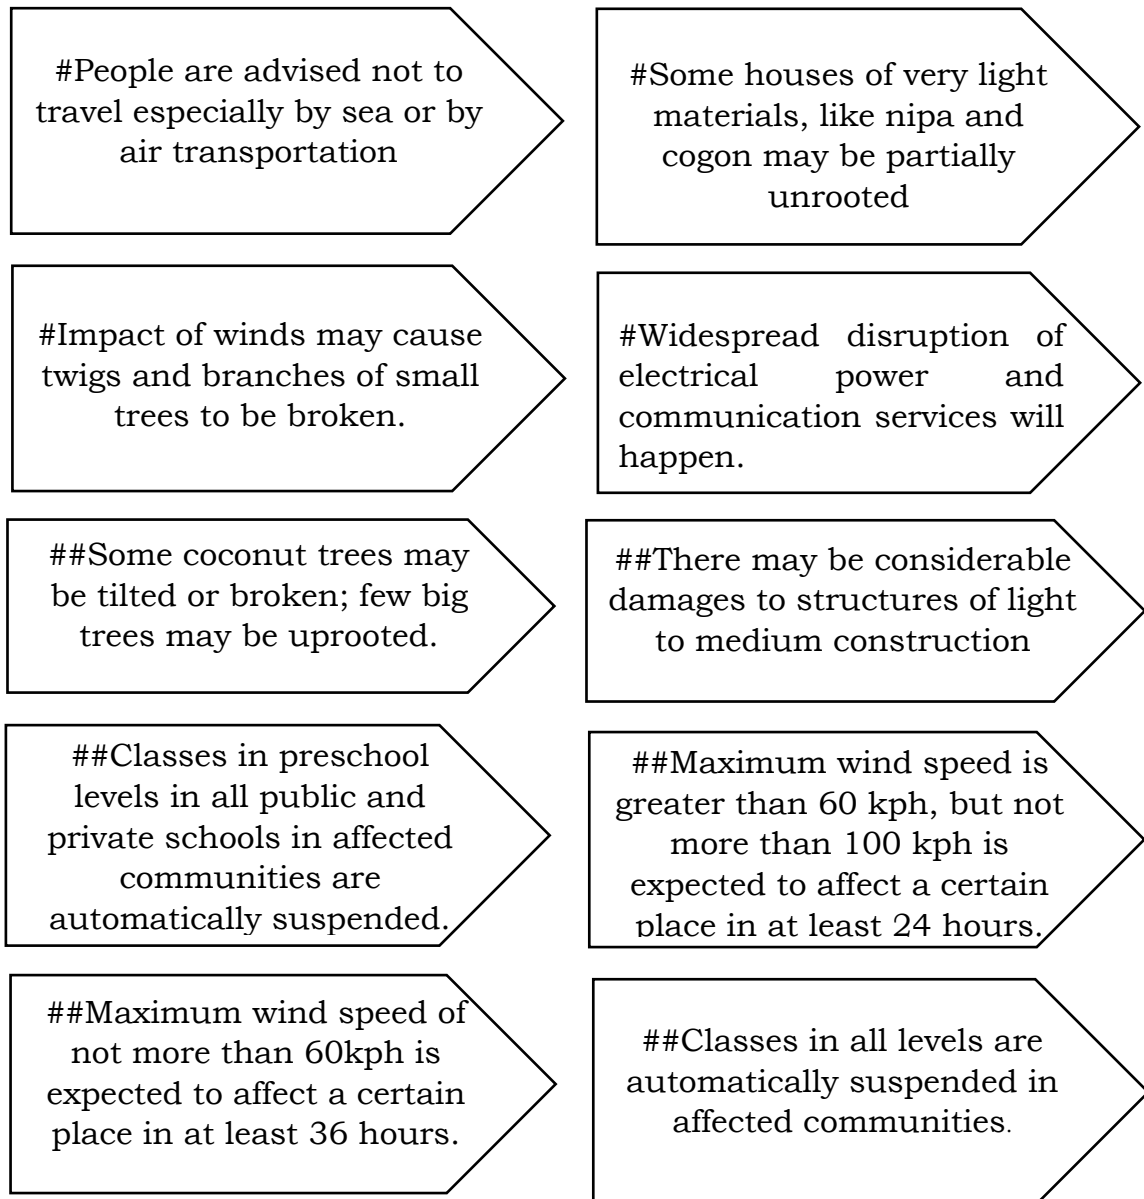 #People are advised not to
travel especially by sea or by
air transportation
#Some houses of very light
materials, like nipa and
cogon may be partially
unrooted
#Impact of winds may cause
twigs and branches of small
trees to be broken.
#Widespread disruption of
electrical power and
communication services will
happen.
##Some coconut trees may
be tilted or broken; few big
trees may be uprooted.
##There may be considerable
damages to structures of light
to medium construction
##Classes in preschool
levels in all public and
private schools in affected
communities are
automatically suspended.
##Maximum wind speed is
greater than 60 kph, but not
more than 100 kph is
expected to affect a certain
place in at least 24 hours.
##Maximum wind speed of
not more than 60kph is
expected to affect a certain
place in at least 36 hours.
##Classes in all levels are
automatically suspended in
affected communities.